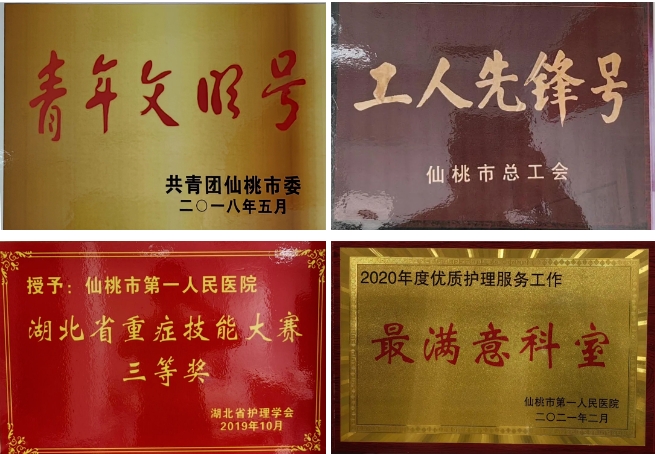 青年文明号
共青团仙桃市委
二〇一八年五月
工人先锋号
仙桃市总工会
授予：仙桃市第一人民医院
湖北省重症技能大赛
三等奖
湖北省护理学会
2019年10月
2020年度优质护理服务工作
最满意科室
仙桃市第一人民医院
二〇二一年二月